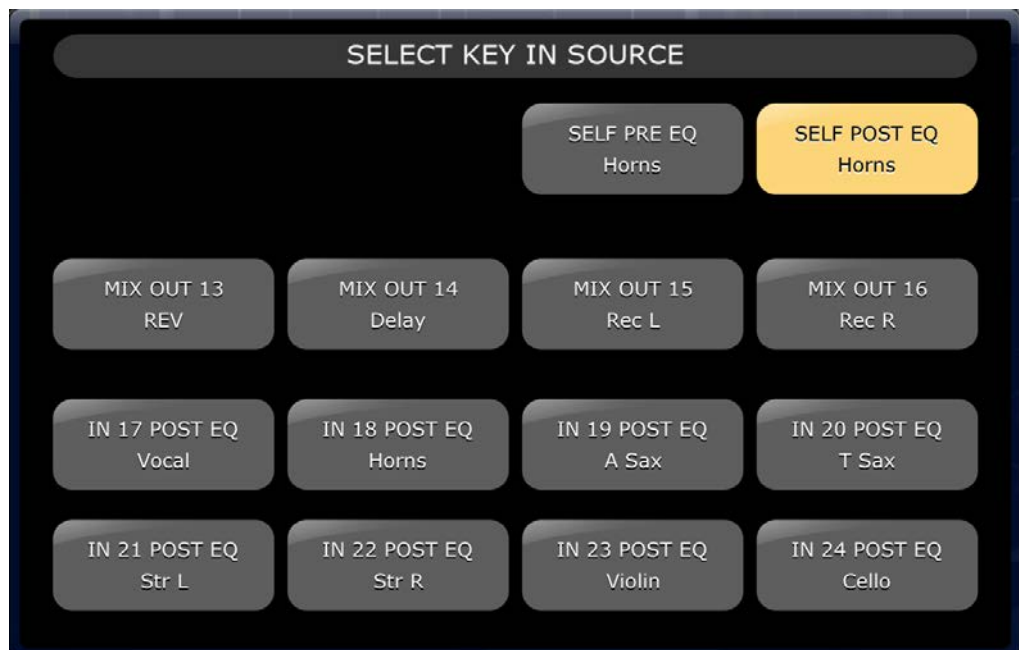 SELECT KEY IN SOURCE
SELF PRE EQ
Horns
SELF POST EQ
Horns
MIX OUT 13
REV
MIX OUT 14
Delay
MIX OUT 15
Rec L
MIX OUT 16
Rec R
IN 17 POST EQ
Vocal
IN 18 POST EQ
Horns
IN 19 POST EQ
A Sax
IN 20 POST EQ
T Sax
IN 21 POST EQ
Str L
IN 22 POST EQ
Str R
IN 23 POST EQ
Violin
IN 24 POST EQ
Cello